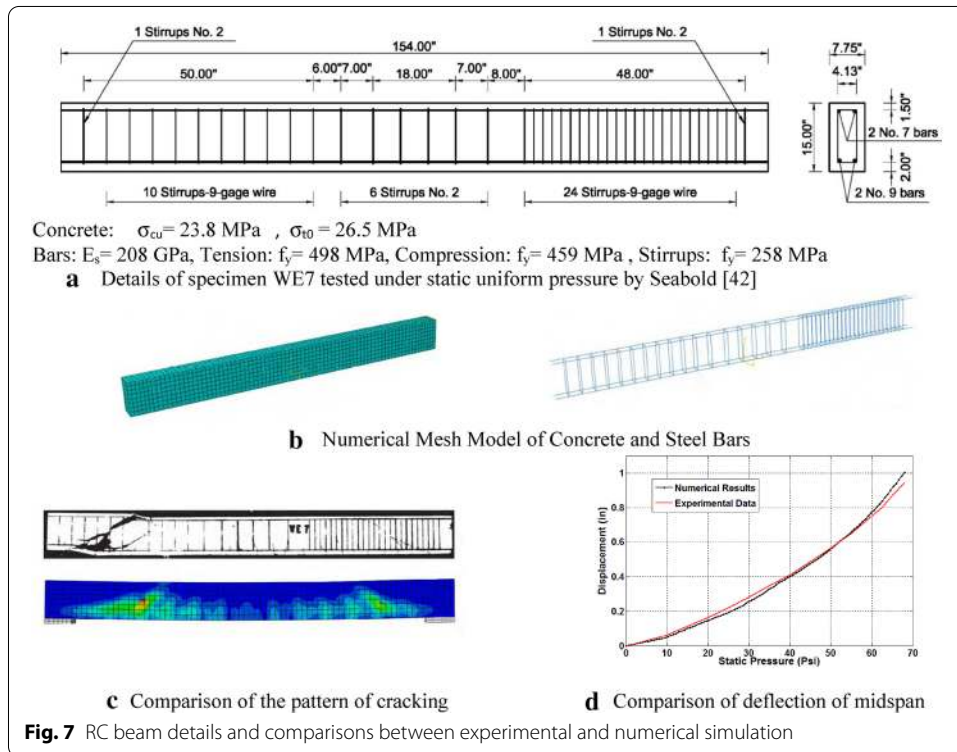 1 Stirrups No. 2
1 Stirrups No. 2
154.00"
7.75"
50.00"
6.00"
7.00"
18.00"
7.00"
8.00"
48.00"
4.13"
15.00"
1.50"
2 No. 7 bars
2.00"
10 Stirrups-9-gage wire
6 Stirrups No. 2
24 Stirrups-9-gage wire
2 No. 9 bars
Concrete: σcu= 23.8 MPa , σt0 = 26.5 MPa
Bars: Es= 208 GPa, Tension: fy= 498 MPa, Compression: fy= 459 MPa , Stirrups: fy= 258 MPa
a Details of specimen WE7 tested under static uniform pressure by Seabold [42]
b Numerical Mesh Model of Concrete and Steel Bars
WE 7
1
0.8
0.6
0.4
0.2
0
Displacement (in)
Numerical Results
Experimental Data
0 10 20 30 40 50 60 70
Static Pressure (Psi)
c Comparison of the pattern of cracking
d Comparison of deflection of midspan
Fig. 7 RC beam details and comparisons between experimental and numerical simulation